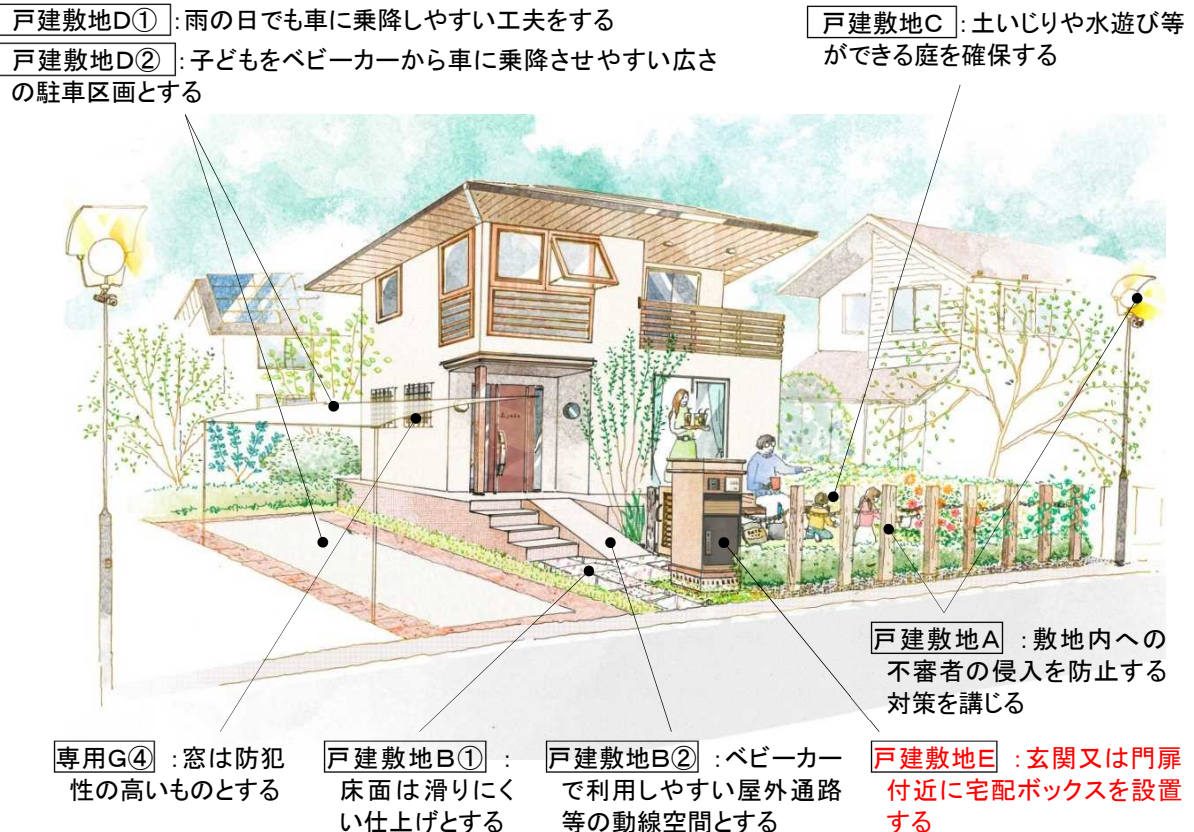 戸建敷地D①：雨の日でも車に乗降しやすい工夫をする
戸建敷地D②：子どもをベビーカーから車に乗降させやすい広さ
の駐車区画とする
戸建敷地C：土いじりや水遊び等
ができる庭を確保する
戸建敷地A：敷地内への
不審者の侵入を防止する
対策を講じる
専用G④：窓は防犯
性の高いものとする
戸建敷地B①：
床面は滑りにく
い仕上げとする
戸建敷地B②：ベビーカー
で利用しやすい屋外通路
等の動線空間とする
戸建敷地E：玄関又は門扉
付近に宅配ボックスを設置
する